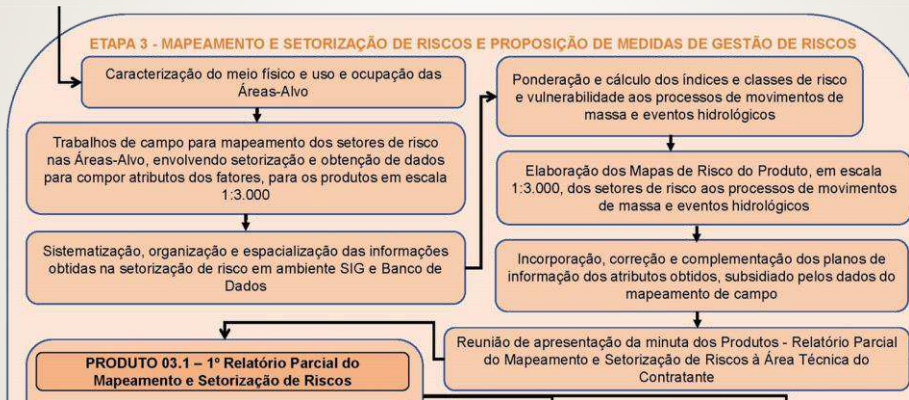 ETAPA 3 - MAPEAMENTO E SETORIZAÇÃO DE RISCOS E PROPOSIÇÃO DE MEDIDAS DE GESTÃO DE RISCOS
Caracterização do meio físico e uso e ocupação das
Áreas-Alvo
Trabalhos de campo para mapeamento dos setores de risco
nas Áreas-Alvo, envolvendo setorização e obtenção de dados
para compor atributos dos fatores, para os produtos em escala
1:3.000
Sistematização, organização e espacialização das informações
obtidas na setorização de risco em ambiente SIG e Banco de
Dados
Ponderação e cálculo dos índices e classes de risco
e vulnerabilidade aos processos de movimentos de
massa e eventos hidrológicos
Elaboração dos Mapas de Risco do Produto, em escala
1:3.000, dos setores de risco aos processos de movimentos
de massa e eventos hidrológicos
Incorporação, correção e complementação dos planos de
informação dos atributos obtidos, subsidiado pelos dados do
mapeamento de campo
Reunião de apresentação da minuta dos Produtos - Relatório Parcial
do Mapeamento e Setorização de Riscos à Área Técnica do
Contratante
PRODUTO 03.1 – 1º Relatório Parcial do
Mapeamento e Setorização de Riscos